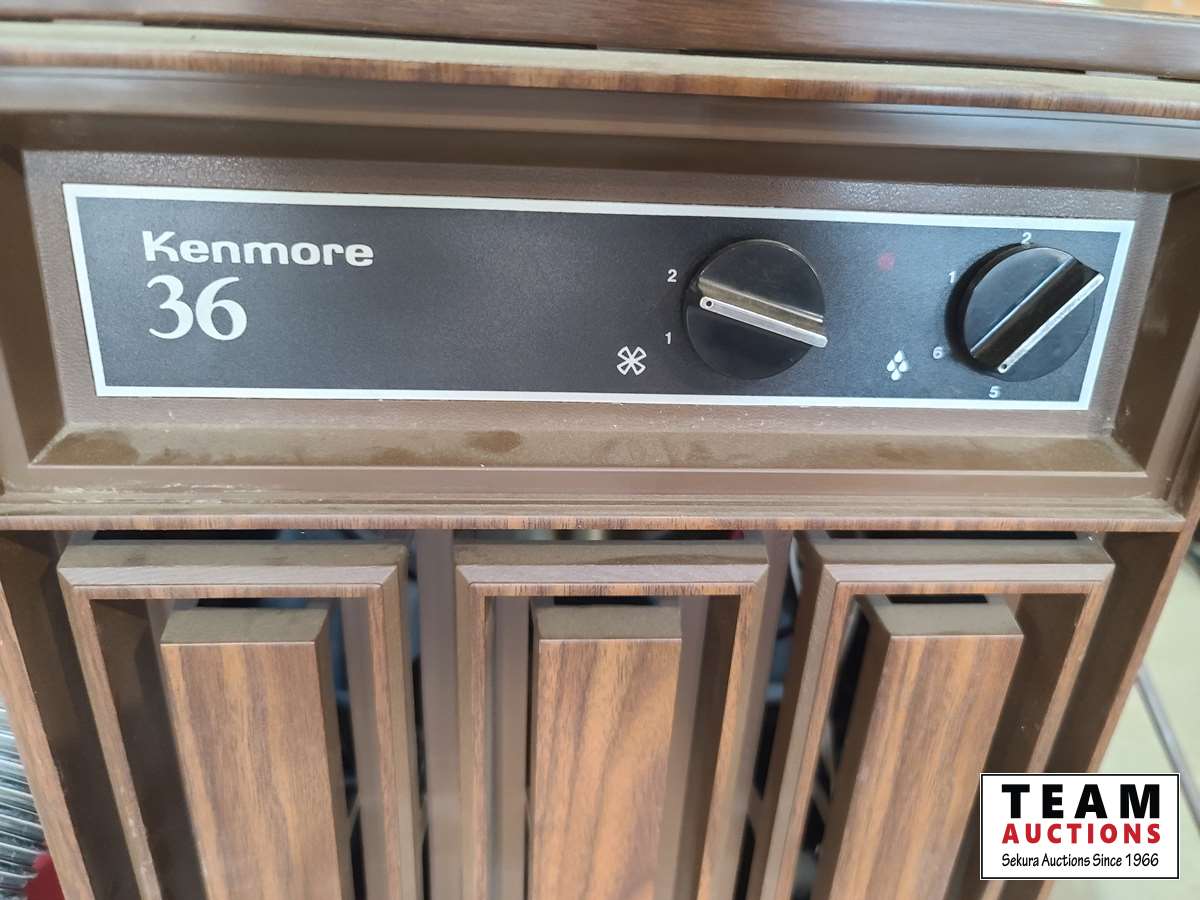 Kenmore
36
2
1
2
1
6
5
TEAM
AUCTIONS
Sekura Auctions Since 1966